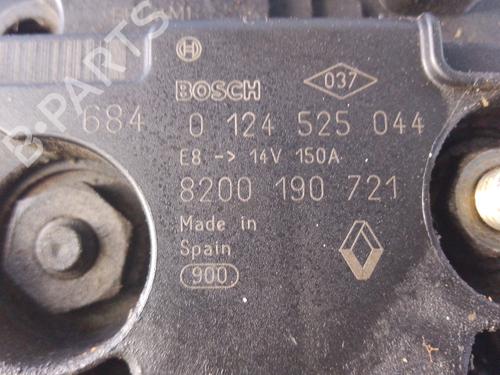 BOSCH
037
684 0 124 525 044
E8 -> 14V 150A
8200 190 721
Made in
Spain
900
B-PARTS